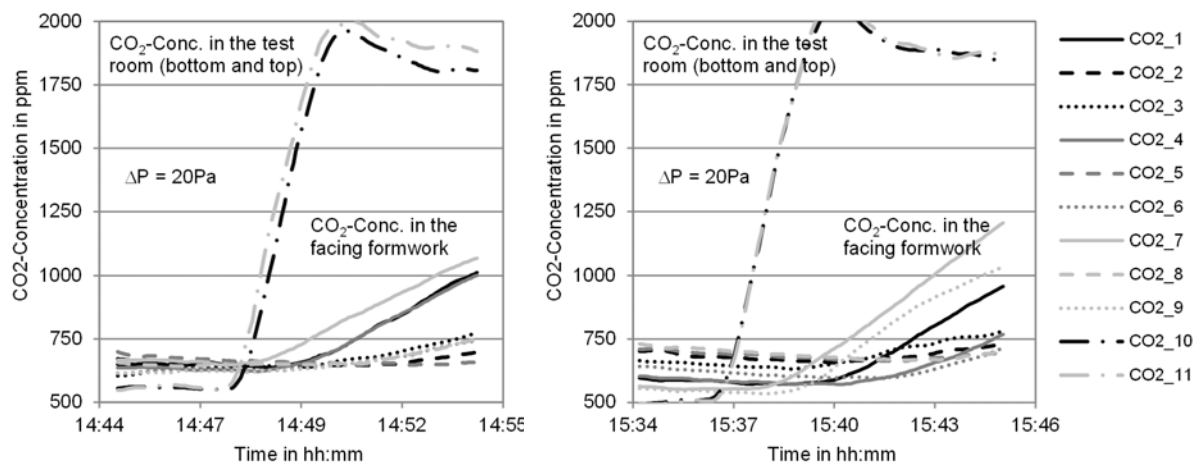 2000
1750
1500
1250
1000
750
500
CO2-Concentration in ppm
CO₂-Conc. in the test
room (bottom and top)
ΔP = 20Pa
CO₂-Conc. in the
facing formwork
14:44
14:47
14:49
14:52
14:55
Time in hh:mm
2000
1750
1500
1250
1000
750
500
CO2-Concentration in ppm
CO₂-Conc. in the test
room (bottom and top)
ΔP = 20Pa
CO₂-Conc. in the
facing formwork
15:34
15:37
15:40
15:43
15:46
Time in hh:mm
CO2_1
CO2_2
CO2_3
CO2_4
CO2_5
CO2_6
CO2_7
CO2_8
CO2_9
CO2_10
CO2_11